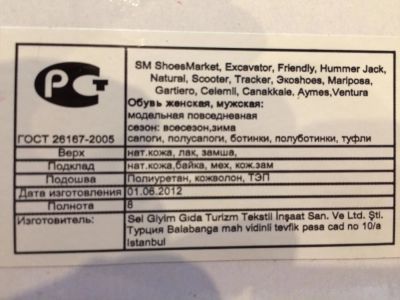 SM ShoesMarket, Excavator, Friendly, Hummer Jack,
Natural, Scooter, Tracker, Экоshoes, Mariposa,
Gartiero, Celemli, Canakkale, Aymes,Ventura
Обувь женская, мужская:
модельная повседневная
сезон: всесезон,зима
сапоги, полусапоги, ботинки, полуботинки, туфли
РСТ
ГОСТ 26167-2005
Верх нат.кожа, лак, замша,
Подклад нат.кожа,байка, мех, кож.зам
Подошва Полиуретан, кожволон, ТЭП
Дата изготовления 01.06.2012
Полнота 8
Изготовитель: Sel Giyim Gıda Turizm Tekstil İnşaat San. Ve Ltd. Şti.
Турция Balabanga mah vidinli tevfik pasa cad no 10/a
Istanbul